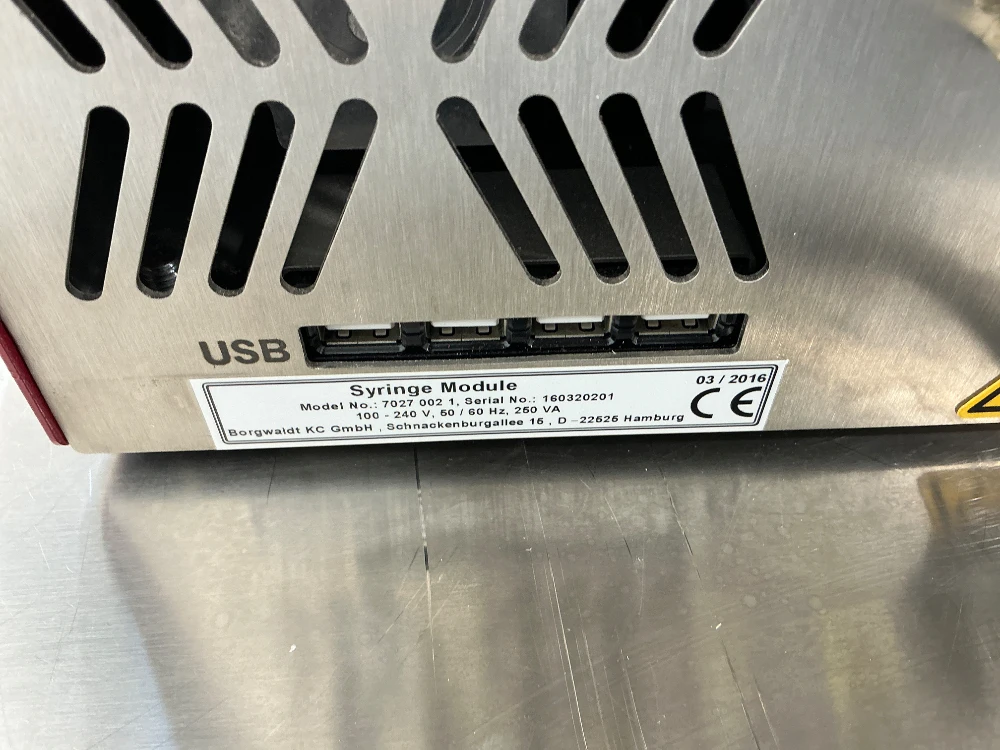 USB
Syringe Module
03 / 2016
Model No.: 7027 002 1, Serial No.: 160320201
100 - 240 V, 50 / 60 Hz, 250 VA
Borgwaldt KC GmbH , Schnackenburgallee 15 , D -22525 Hamburg
CE